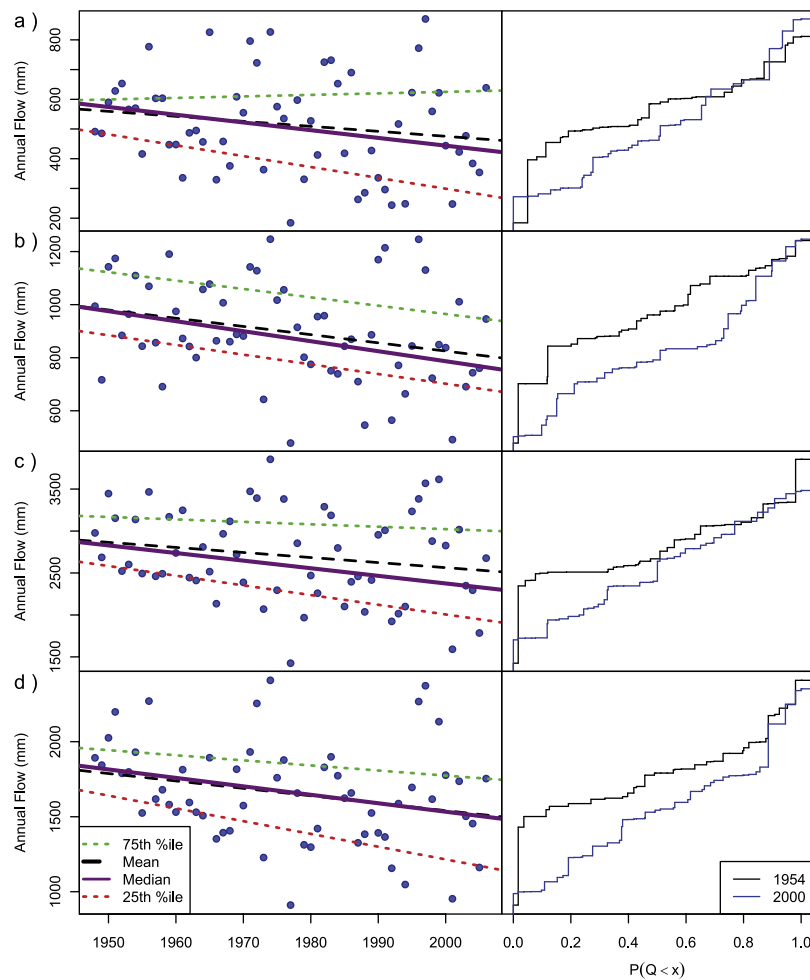 a )
Annual Flow (mm)
200
400
600
800
b )
Annual Flow (mm)
600
800
1000
1200
c )
Annual Flow (mm)
1500
2500
3500
d )
Annual Flow (mm)
1000
1500
2000
75th %ile
Mean
Median
25th %ile
1954
2000
1950 1960 1970 1980 1990 2000
0.0 0.2 0.4 0.6 0.8 1.0
P(Q < x)